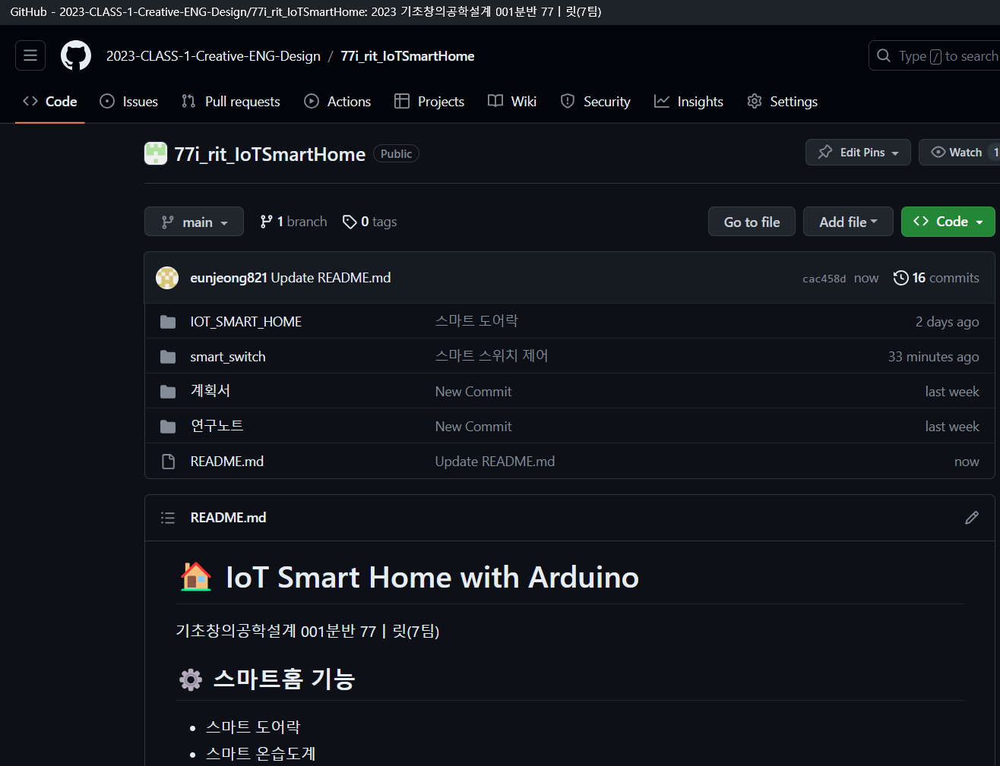 GitHub - 2023-CLASS-1-Creative-ENG-Design/77i_rit_IoTSmartHome: 2023 기초창의공학설계 001분반 77ㅣ릿(7팀)
2023-CLASS-1-Creative-ENG-Design / 77i_rit_IoTSmartHome
Type / to search
Code Issues Pull requests Actions Projects Wiki Security Insights Settings
77i_rit_IoTSmartHome Public
Edit Pins Watch 1
main 1 branch 0 tags Go to file Add file Code
eunjeong821 Update README.md cac458d now 16 commits
IOT_SMART_HOME 스마트 도어락 2 days ago
smart_switch 스마트 스위치 제어 33 minutes ago
계획서 New Commit last week
연구노트 New Commit last week
README.md Update README.md now
README.md
IoT Smart Home with Arduino
기초창의공학설계 001분반 77ㅣ릿(7팀)
스마트홈 기능
• 스마트 도어락
• 스마트 온습도계